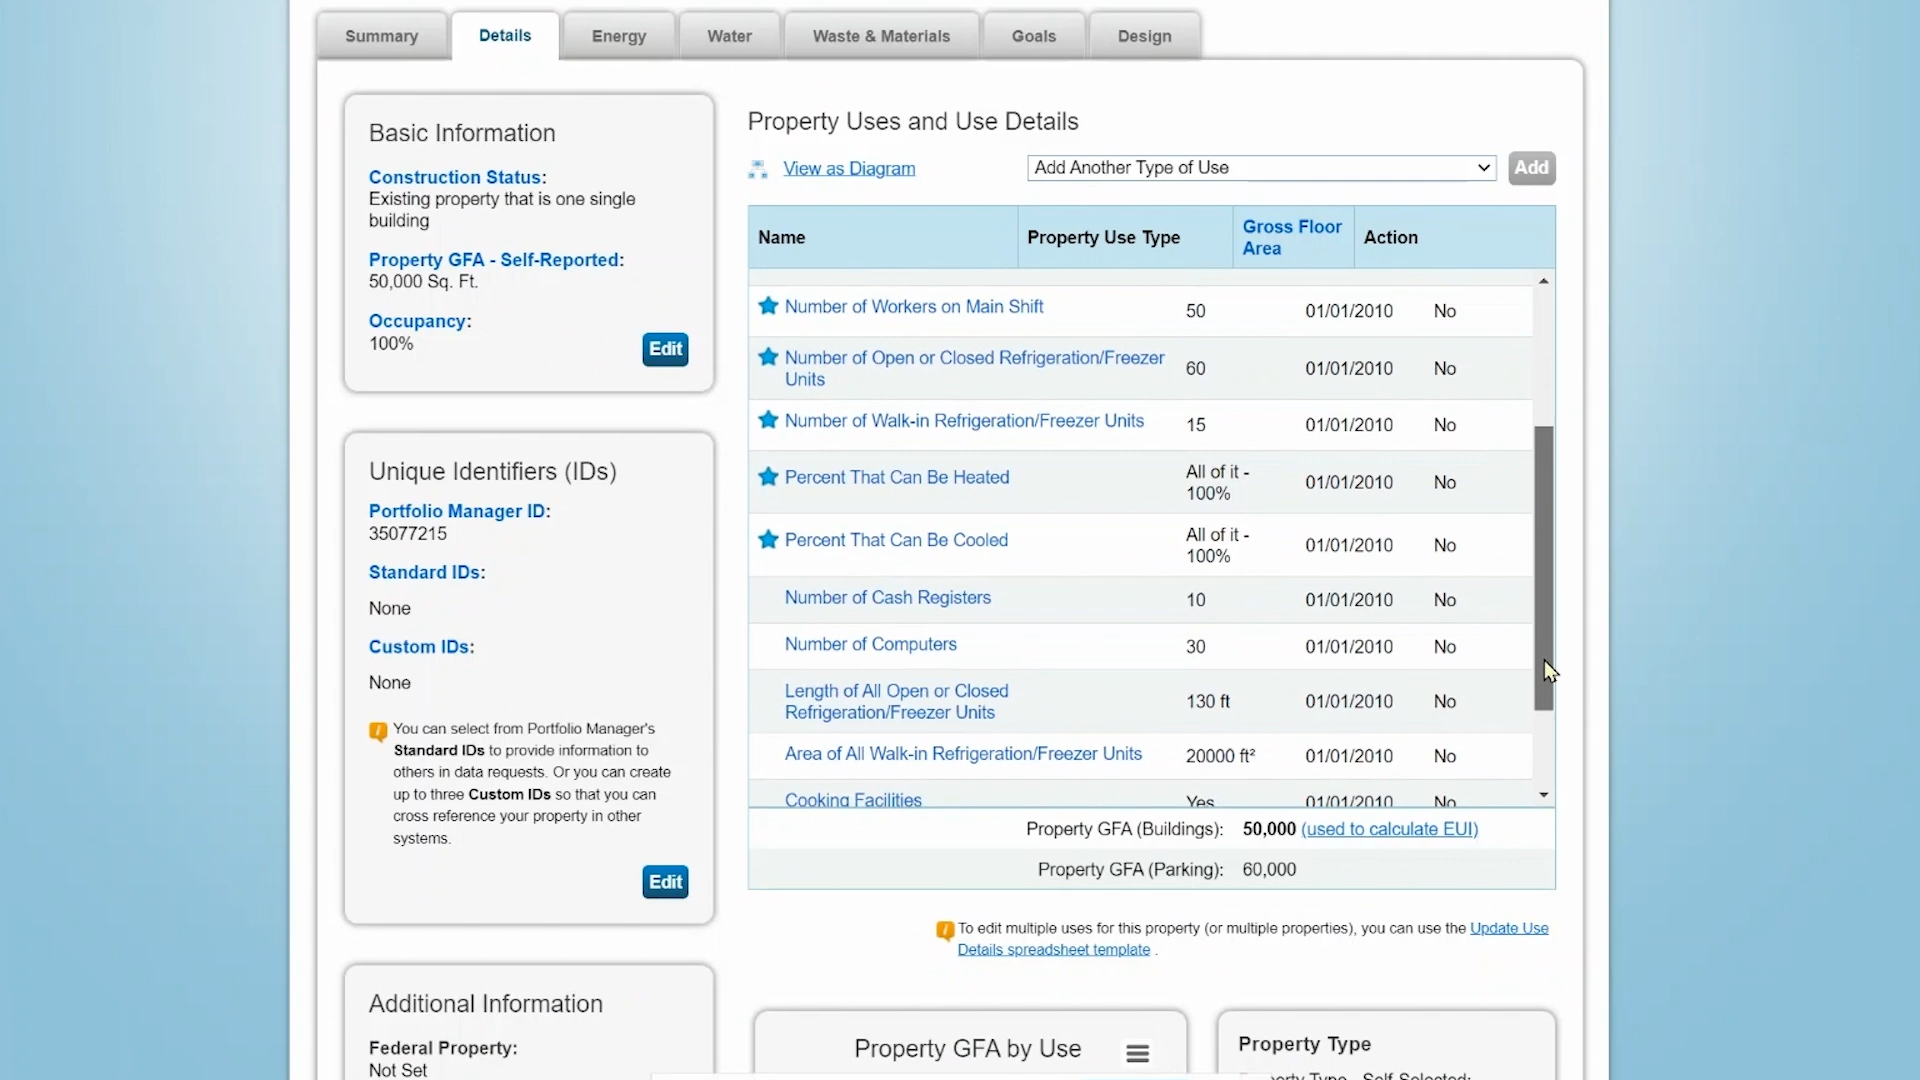 Summary
Details
Energy
Water
Waste & Materials
Goals
Design
Basic Information
Construction Status:
Existing property that is one single
building
Property GFA - Self-Reported:
50,000 Sq. Ft.
Occupancy:
100%
Edit
Unique Identifiers (IDs)
Portfolio Manager ID:
35077215
Standard IDs:
None
Custom IDs:
None
You can select from Portfolio Manager's
Standard IDs to provide information to
others in data requests. Or you can create
up to three Custom IDs so that you can
cross reference your property in other
systems.
Edit
Additional Information
Federal Property:
Not Set
Property Uses and Use Details
View as Diagram
Add Another Type of Use
Add
Name
Property Use Type
Gross Floor
Area
Action
Number of Workers on Main Shift 50 01/01/2010 No
Number of Open or Closed Refrigeration/Freezer
Units
60 01/01/2010 No
Number of Walk-in Refrigeration/Freezer Units 15 01/01/2010 No
Percent That Can Be Heated
All of it -
100%
01/01/2010 No
Percent That Can Be Cooled
All of it -
100%
01/01/2010 No
Number of Cash Registers 10 01/01/2010 No
Number of Computers 30 01/01/2010 No
Length of All Open or Closed
Refrigeration/Freezer Units
130 ft 01/01/2010 No
Area of All Walk-in Refrigeration/Freezer Units 20000 ft² 01/01/2010 No
Cooking Facilities Yes 01/01/2010 No
Property GFA (Buildings): 50,000 (used to calculate EUI)
Property GFA (Parking): 60,000
To edit multiple uses for this property (or multiple properties), you can use the Update Use
Details spreadsheet template .
Property GFA by Use
Property Type
Type - Self-Selected: